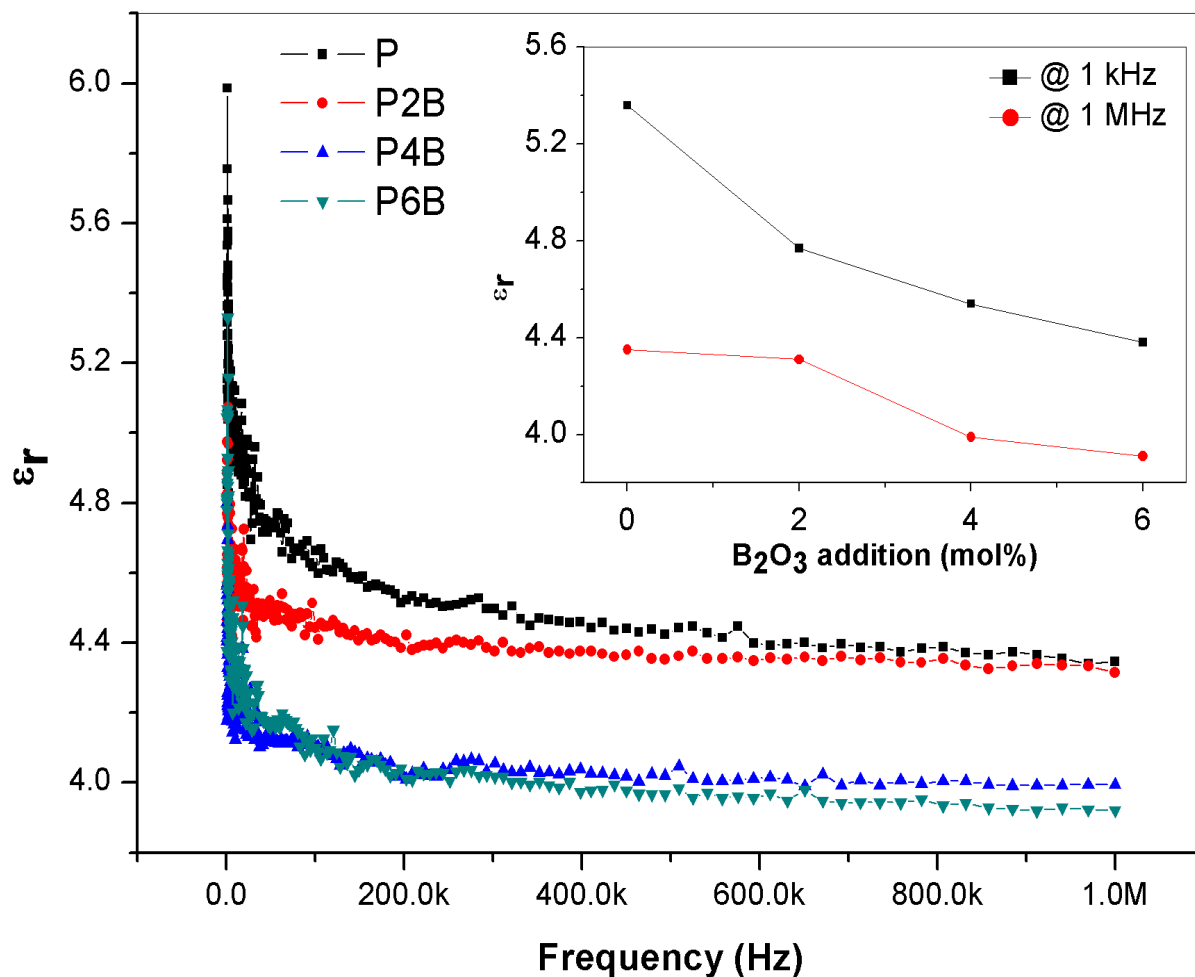 P
P2B
P4B
P6B
@ 1 kHz
@ 1 MHz
5.6
5.2
4.8
4.4
4.0
εr
0 2 4 6
B₂O₃ addition (mol%)
6.0
5.6
5.2
4.8
4.4
4.0
εr
0.0 200.0k 400.0k 600.0k 800.0k 1.0M
Frequency (Hz)